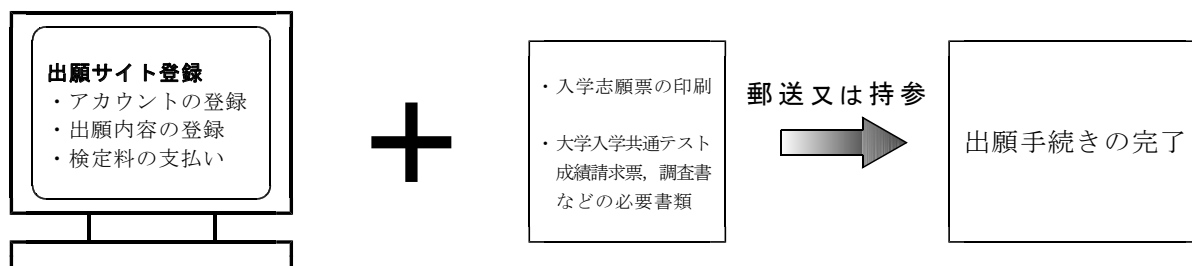 出願サイト登録
・アカウントの登録
・出願内容の登録
・検定料の支払い
・入学志願票の印刷
・大学入学共通テスト
成績請求票，調査書
などの必要書類
郵送又は持参
出願手続きの完了